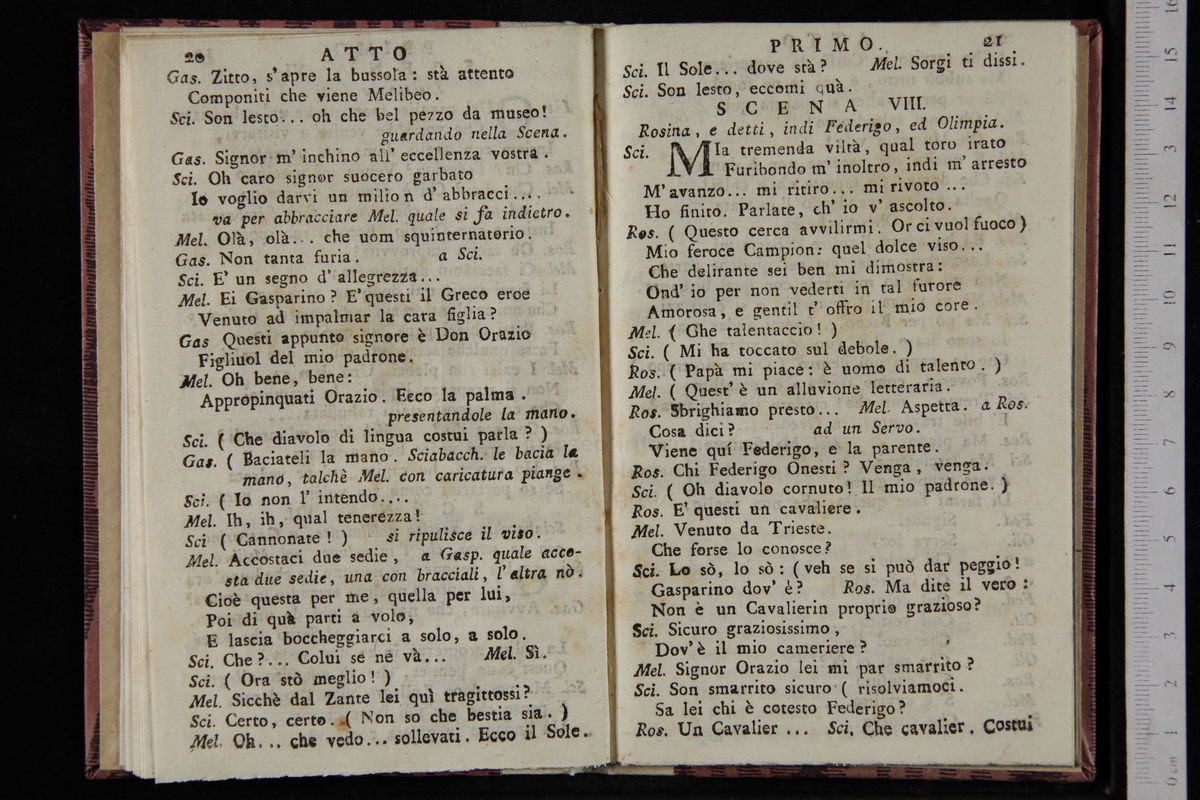 20 ATTO
Gas. Zitto, s'apre la bussola: stà attento
Componiti che viene Melibeo.
Sci. Son lesto... oh che bel pezzo da museo!
guardando nella Scena.
Gas. Signor m'inchino all'eccellenza vostra.
Sci. Oh caro signor suocero garbato
Io voglio darvi un milion d'abbracci....
va per abbracciare Mel. quale si fa indietro.
Mel. Olà, olà... che uom squinternatorio.
Gas. Non tanta furia. a Sci.
Sci. E' un segno d'allegrezza...
Mel. Ei Gasparino? E' questi il Greco eroe
Venuto ad impalmar la cara figlia?
Gas Questi appunto signore è Don Orazio
Figliuol del mio padrone.
Mel. Oh bene, bene:
Appropinquati Orazio. Ecco la palma.
presentandole la mano.
Sci. ( Che diavolo di lingua costui parla? )
Gas. ( Baciateli la mano. Sciabacch. le bacia la
mano, talchè Mel. con caricatura piange.
Sci. ( Io non l'intendo....
Mel. Ih, ih, qual tenerezza!
Sci ( Cannonate! ) si ripulisce il viso.
Mel. Accostaci due sedie, a Gasp. quale acco-
sta due sedie, una con bracciali, l'altra nò.
Cioè questa per me, quella per lui,
Poi di quà parti a volo,
E lascia boccheggiarci a solo, a solo.
Sci. Che?... Colui se ne và... Mel. Sì.
Sci. ( Ora stò meglio! )
Mel. Sicchè dal Zante lei quì tragittossi?
Sci. Certo, certo. ( Non so che bestia sia. )
Mel. Oh... che vedo... sollevati. Ecco il Sole.
PRIMO. 21
Sci. Il Sole... dove stà? Mel. Sorgi ti dissi.
Sci. Son lesto, eccomi quà.
SCENA VIII.
Rosina, e detti, indi Federigo, ed Olimpia.
Sci. MIa tremenda viltà, qual toro irato
Furibondo m'inoltro, indi m'arresto
M'avanzo... mi ritiro... mi rivoto ...
Ho finito. Parlate, ch'io v'ascolto.
Ros. ( Questo cerca avvilirmi. Or ci vuol fuoco )
Mio feroce Campion: quel dolce viso...
Che delirante sei ben mi dimostra:
Ond'io per non vederti in tal furore
Amorosa, e gentil t'offro il mio core.
Mel. ( Ghe talentaccio! )
Sci. ( Mi ha toccato sul debole. )
Ros. ( Papà mi piace: è uomo di talento. )
Mel. ( Quest'è un alluvione letteraria.
Ros. Sbrighiamo presto... Mel. Aspetta. a Ros.
Cosa dici? ad un Servo.
Viene quí Federigo, e la parente.
Ros. Chi Federigo Onesti? Venga, venga.
Sci. ( Oh diavolo cornuto! Il mio padrone. )
Ros. E' questi un cavaliere.
Mel. Venuto da Trieste.
Che forse lo conosce?
Sci. Lo sò, lo sò: ( veh se si può dar peggio!
Gasparino dov'è? Ros. Ma dite il vero:
Non è un Cavalierin proprio grazioso?
Sci. Sicuro graziosissimo,
Dov'è il mio cameriere?
Mel. Signor Orazio lei mi par smarrito?
Sci. Son smarrito sicuro ( risolviamoci.
Sa lei chi è cotesto Federigo?
Ros. Un Cavalier ... Sci. Che cavalier. Costui